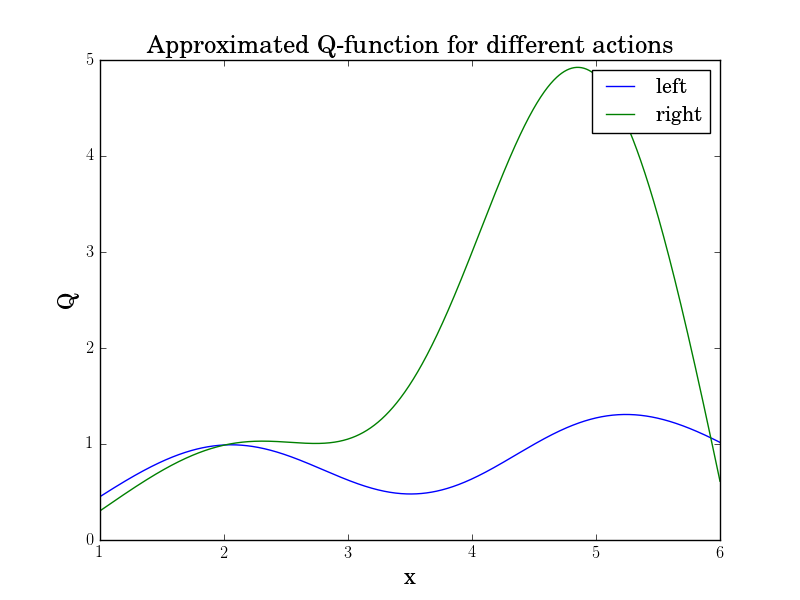 Approximated Q-function for different actions
left
right
Q
5
4
3
2
1
0
1 2 3 4 5 6
x